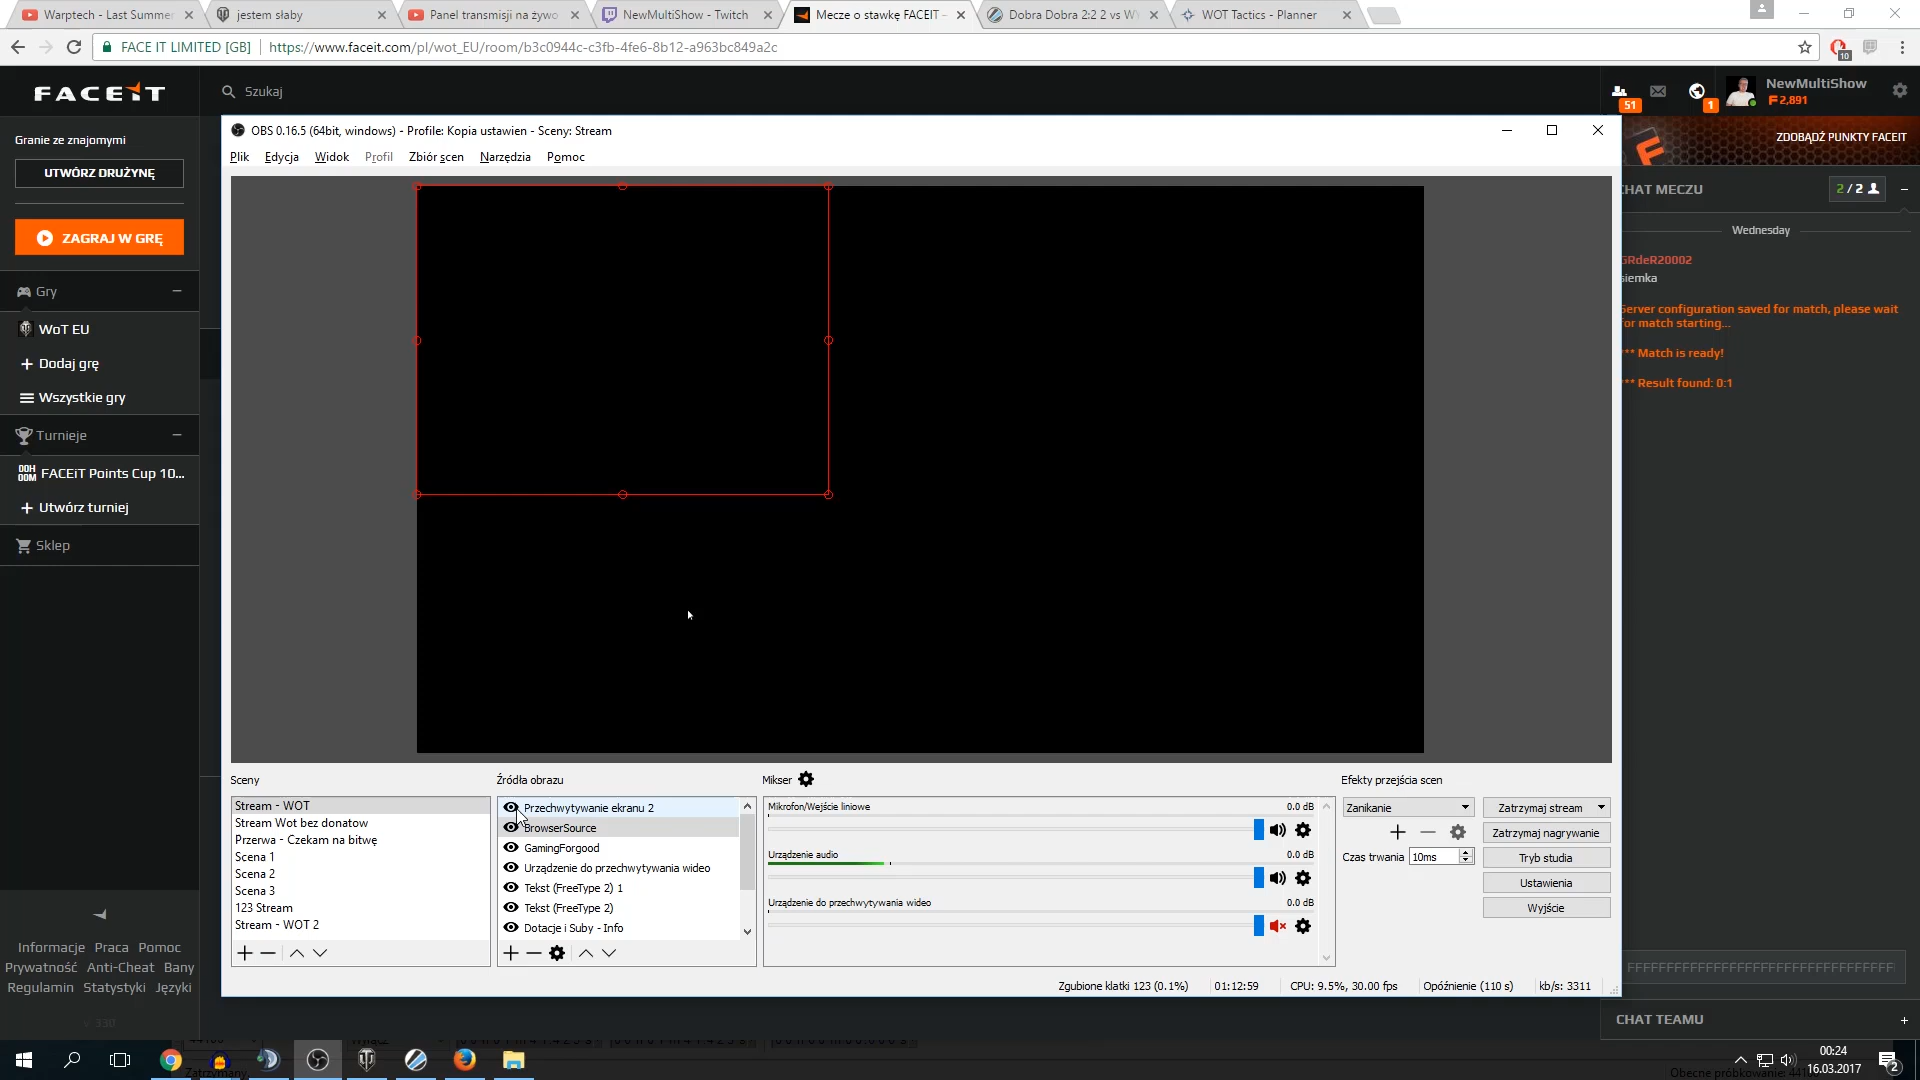 Warptech - Last Summer
jestem słaby
Panel transmisji na żywo
NewMultiShow - Twitch
Mecze o stawkę FACEIT -
Dobra Dobra 2:2 2 vs W
WOT Tactics - Planner
FACE IT LIMITED [GB]
https://www.faceit.com/pl/wot_EU/room/b3c0944c-c3fb-4fe6-8b12-a963bc849a2c
10
FACEIT
Szukaj
51
1
NewMultiShow
2,891
Granie ze znajomymi
UTWÓRZ DRUŻYNĘ
ZAGRAJ W GRĘ
Gry
WoT EU
Dodaj grę
Wszystkie gry
Turnieje
FACEiT Points Cup 10...
Utwórz turniej
Sklep
Informacje Praca Pomoc
Prywatność Anti-Cheat Bany
Regulamin Statystyki Języki
v 330
OBS 0.16.5 (64bit, windows) - Profile: Kopia ustawien - Sceny: Stream
Plik Edycja Widok Profil Zbiór scen Narzędzia Pomoc
Sceny
Stream - WOT
Stream Wot bez donatow
Przerwa - Czekam na bitwę
Scena 1
Scena 2
Scena 3
123 Stream
Stream - WOT 2
Źródła obrazu
Przechwytywanie ekranu 2
BrowserSource
GamingForgood
Urządzenie do przechwytywania wideo
Tekst (FreeType 2) 1
Tekst (FreeType 2)
Dotacje i Suby - Info
Mikser
Mikrofon/Wejście liniowe 0.0 dB
Urządzenie audio 0.0 dB
Urządzenie do przechwytywania wideo 0.0 dB
Efekty przejścia scen
Zanikanie
Czas trwania 10ms
Zatrzymaj stream
Zatrzymaj nagrywanie
Tryb studia
Ustawienia
Wyjście
Zgubione klatki 123 (0.1%) 01:12:59 CPU: 9.5%, 30.00 fps Opóźnienie (110 s) kb/s: 3311
ZDOBĄDŹ PUNKTY FACEIT
CHAT MECZU
2 / 2
Wednesday
GRdeR20002
siemka
Server configuration saved for match, please wait
for match starting...
*** Match is ready!
*** Result found: 0:1
FFFFFFFFFFFFFFFFFFFFFFFFFFFFFFFFFF
CHAT TEAMU
Zatrzymany.
00:24
16.03.2017
2